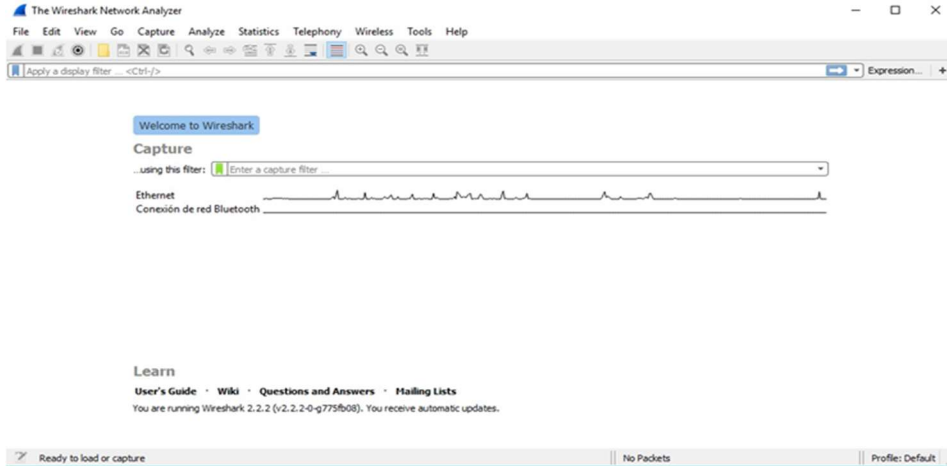 The Wireshark Network Analyzer
File Edit View Go Capture Analyze Statistics Telephony Wireless Tools Help
Apply a display filter ... <Ctrl-/> Expression... +
Welcome to Wireshark
Capture
...using this filter: Enter a capture filter ...
Ethernet
Conexión de red Bluetooth
Learn
User's Guide · Wiki · Questions and Answers · Mailing Lists
You are running Wireshark 2.2.2 (v2.2.2-0-g775fb08). You receive automatic updates.
Ready to load or capture No Packets Profile: Default